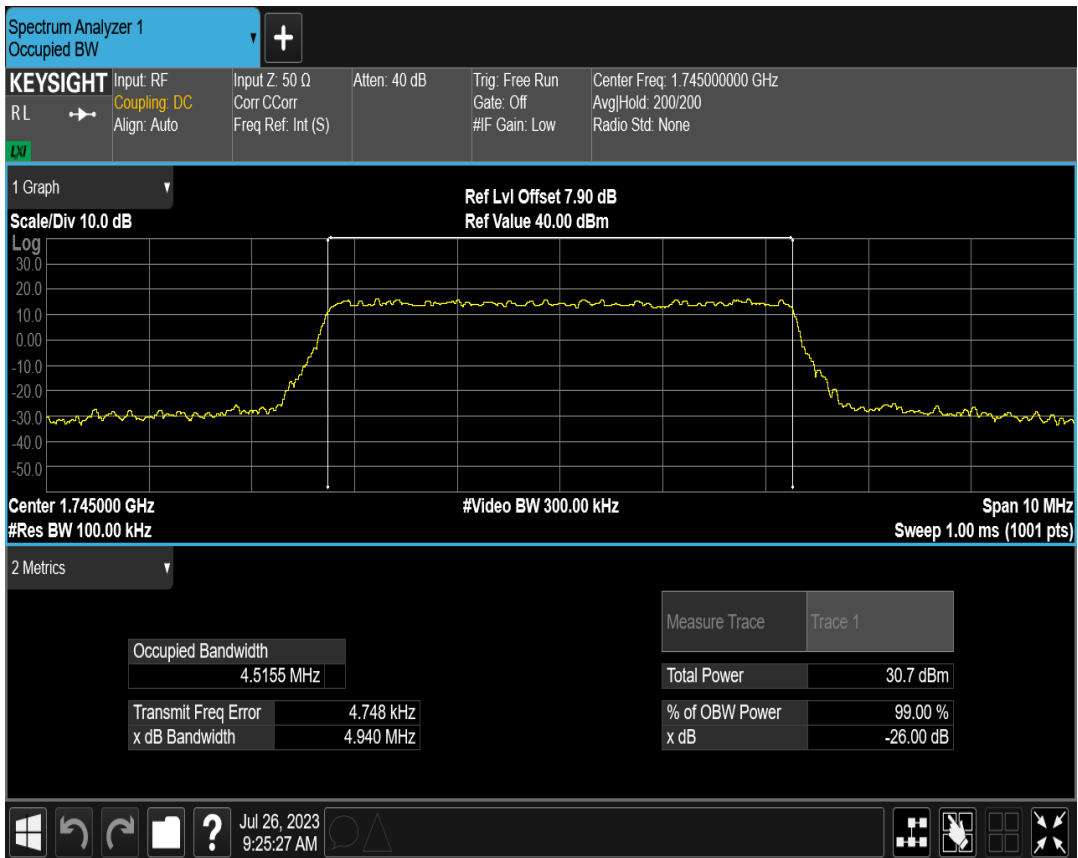 Spectrum Analyzer 1
Occupied BW
KEYSIGHT
RL
LXI
Input: RF
Coupling: DC
Align: Auto
Input Z: 50 Ω
Corr CCorr
Freq Ref: Int (S)
Atten: 40 dB
Trig: Free Run
Gate: Off
#IF Gain: Low
Center Freq: 1.745000000 GHz
Avg|Hold: 200/200
Radio Std: None
1 Graph
Scale/Div 10.0 dB
Ref Lvl Offset 7.90 dB
Ref Value 40.00 dBm
Log
30.0
20.0
10.0
0.00
-10.0
-20.0
-30.0
-40.0
-50.0
Center 1.745000 GHz
#Res BW 100.00 kHz
#Video BW 300.00 kHz
Span 10 MHz
Sweep 1.00 ms (1001 pts)
2 Metrics
Occupied Bandwidth
4.5155 MHz
Transmit Freq Error 4.748 kHz
x dB Bandwidth 4.940 MHz
Measure Trace Trace 1
Total Power 30.7 dBm
% of OBW Power 99.00 %
x dB -26.00 dB
?
Jul 26, 2023
9:25:27 AM